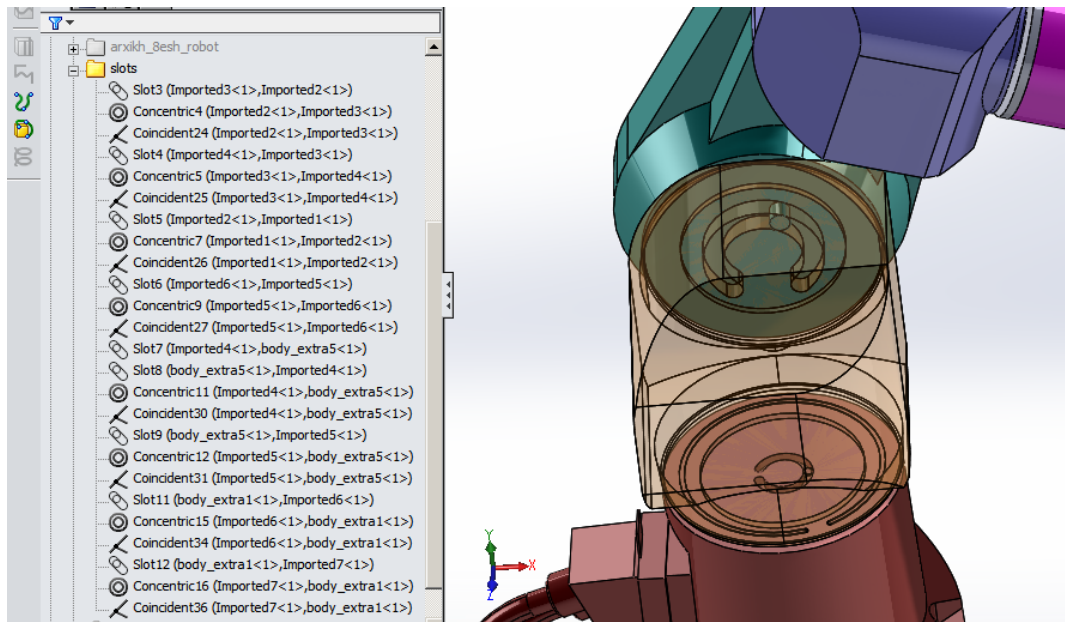 arxikh_8esh_robot
slots
Slot3 (Imported3<1>,Imported2<1>)
Concentric4 (Imported2<1>,Imported3<1>)
Coincident24 (Imported2<1>,Imported3<1>)
Slot4 (Imported4<1>,Imported3<1>)
Concentric5 (Imported3<1>,Imported4<1>)
Coincident25 (Imported3<1>,Imported4<1>)
Slot5 (Imported2<1>,Imported1<1>)
Concentric7 (Imported1<1>,Imported2<1>)
Coincident26 (Imported1<1>,Imported2<1>)
Slot6 (Imported6<1>,Imported5<1>)
Concentric9 (Imported5<1>,Imported6<1>)
Coincident27 (Imported5<1>,Imported6<1>)
Slot7 (Imported4<1>,body_extra5<1>)
Slot8 (body_extra5<1>,Imported4<1>)
Concentric11 (Imported4<1>,body_extra5<1>)
Coincident30 (Imported4<1>,body_extra5<1>)
Slot9 (body_extra5<1>,Imported5<1>)
Concentric12 (Imported5<1>,body_extra5<1>)
Coincident31 (Imported5<1>,body_extra5<1>)
Slot11 (body_extra1<1>,Imported6<1>)
Concentric15 (Imported6<1>,body_extra1<1>)
Coincident34 (Imported6<1>,body_extra1<1>)
Slot12 (body_extra1<1>,Imported7<1>)
Concentric16 (Imported7<1>,body_extra1<1>)
Coincident36 (Imported7<1>,body_extra1<1>)
Y
X
Z